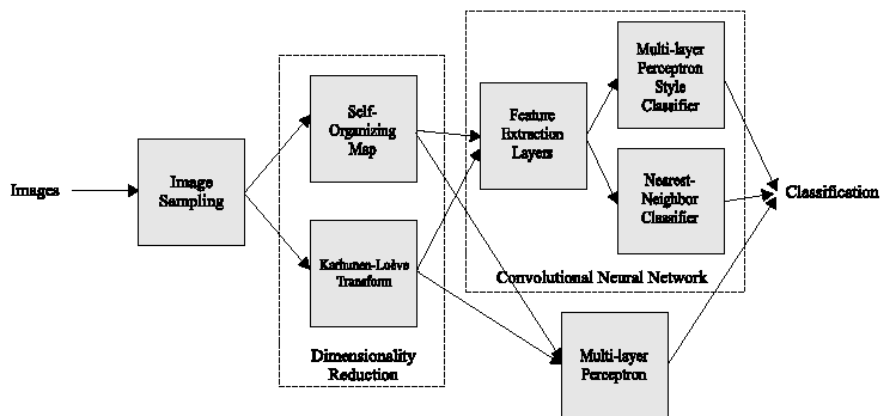 Images
Image
Sampling
Self-
Organizing
Map
Karhunen-Loève
Transform
Dimensionality
Reduction
Feature
Extraction
Layers
Multi-layer
Perceptron
Style
Classifier
Nearest-
Neighbor
Classifier
Convolutional Neural Network
Multi-layer
Perceptron
Classification